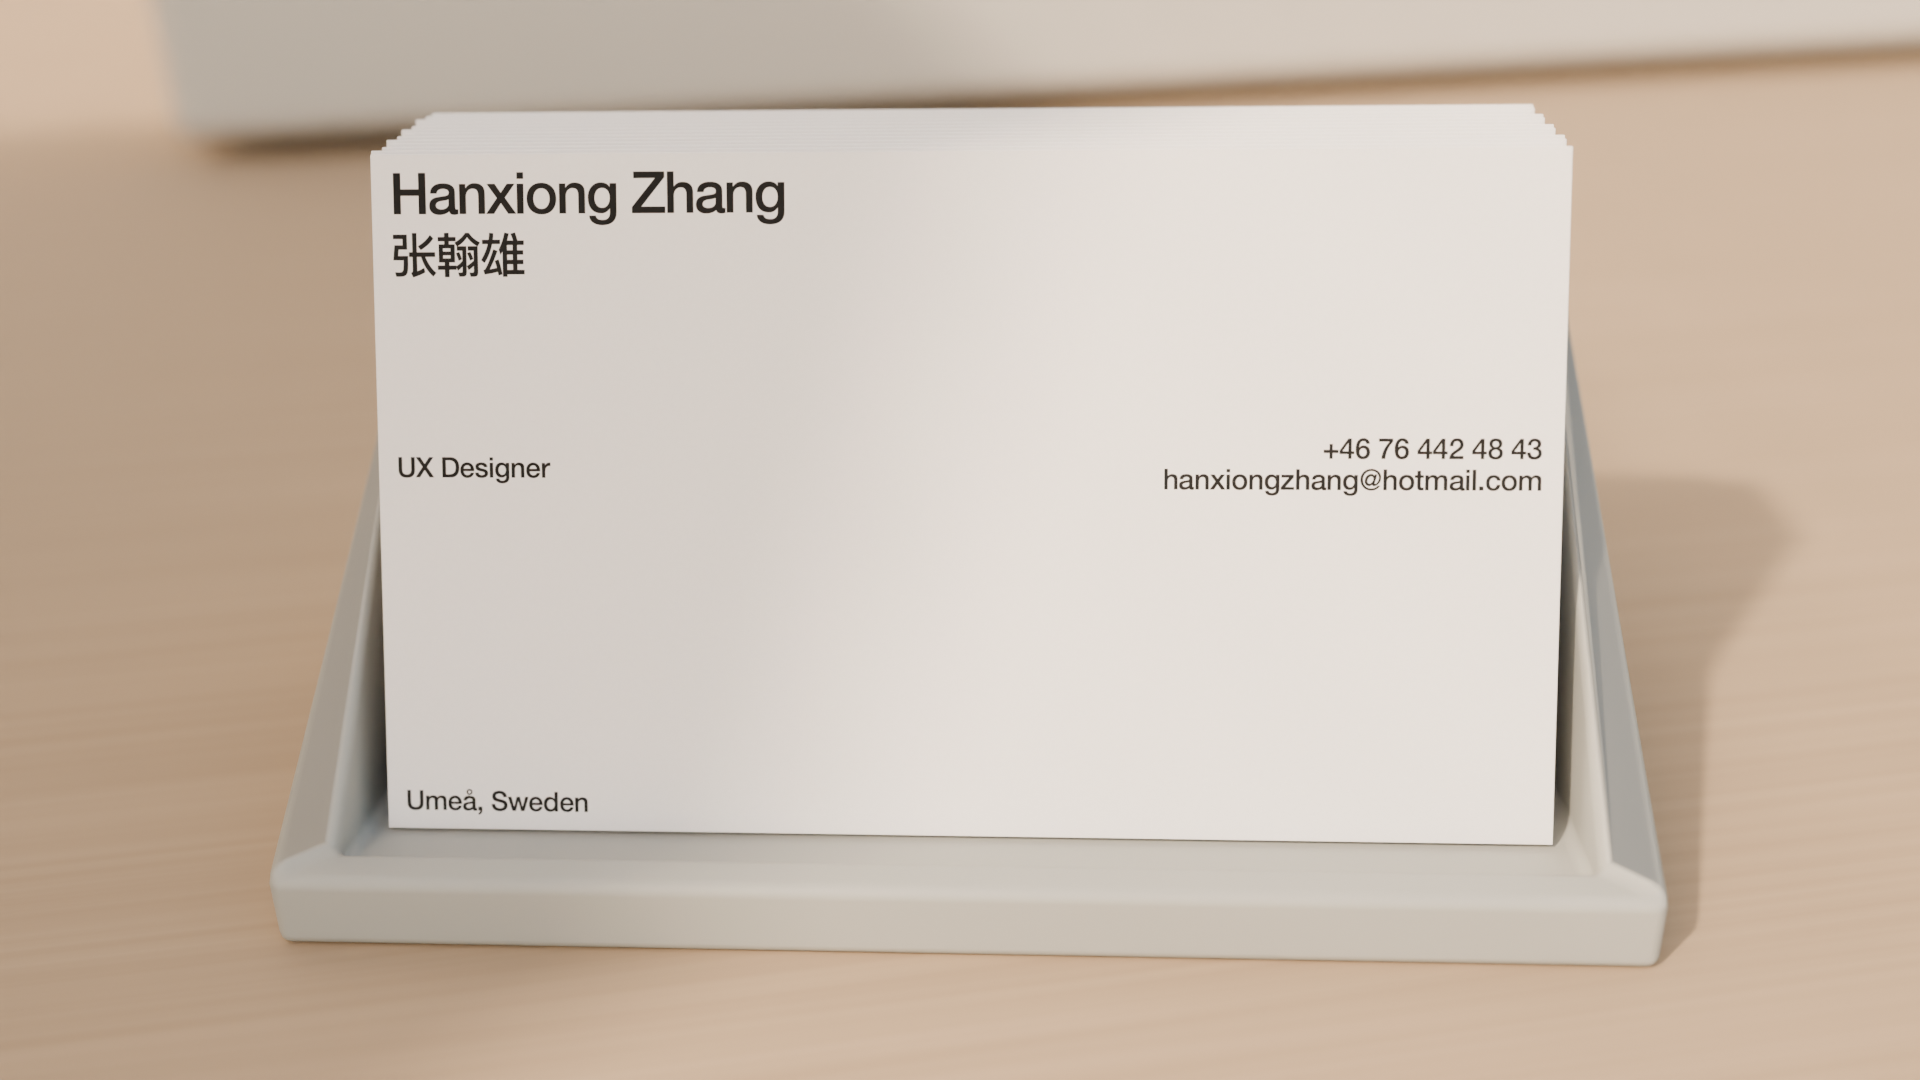 Hanxiong Zhang
张翰雄
UX Designer
+46 76 442 48 43
hanxiongzhang@hotmail.com
Umeå, Sweden